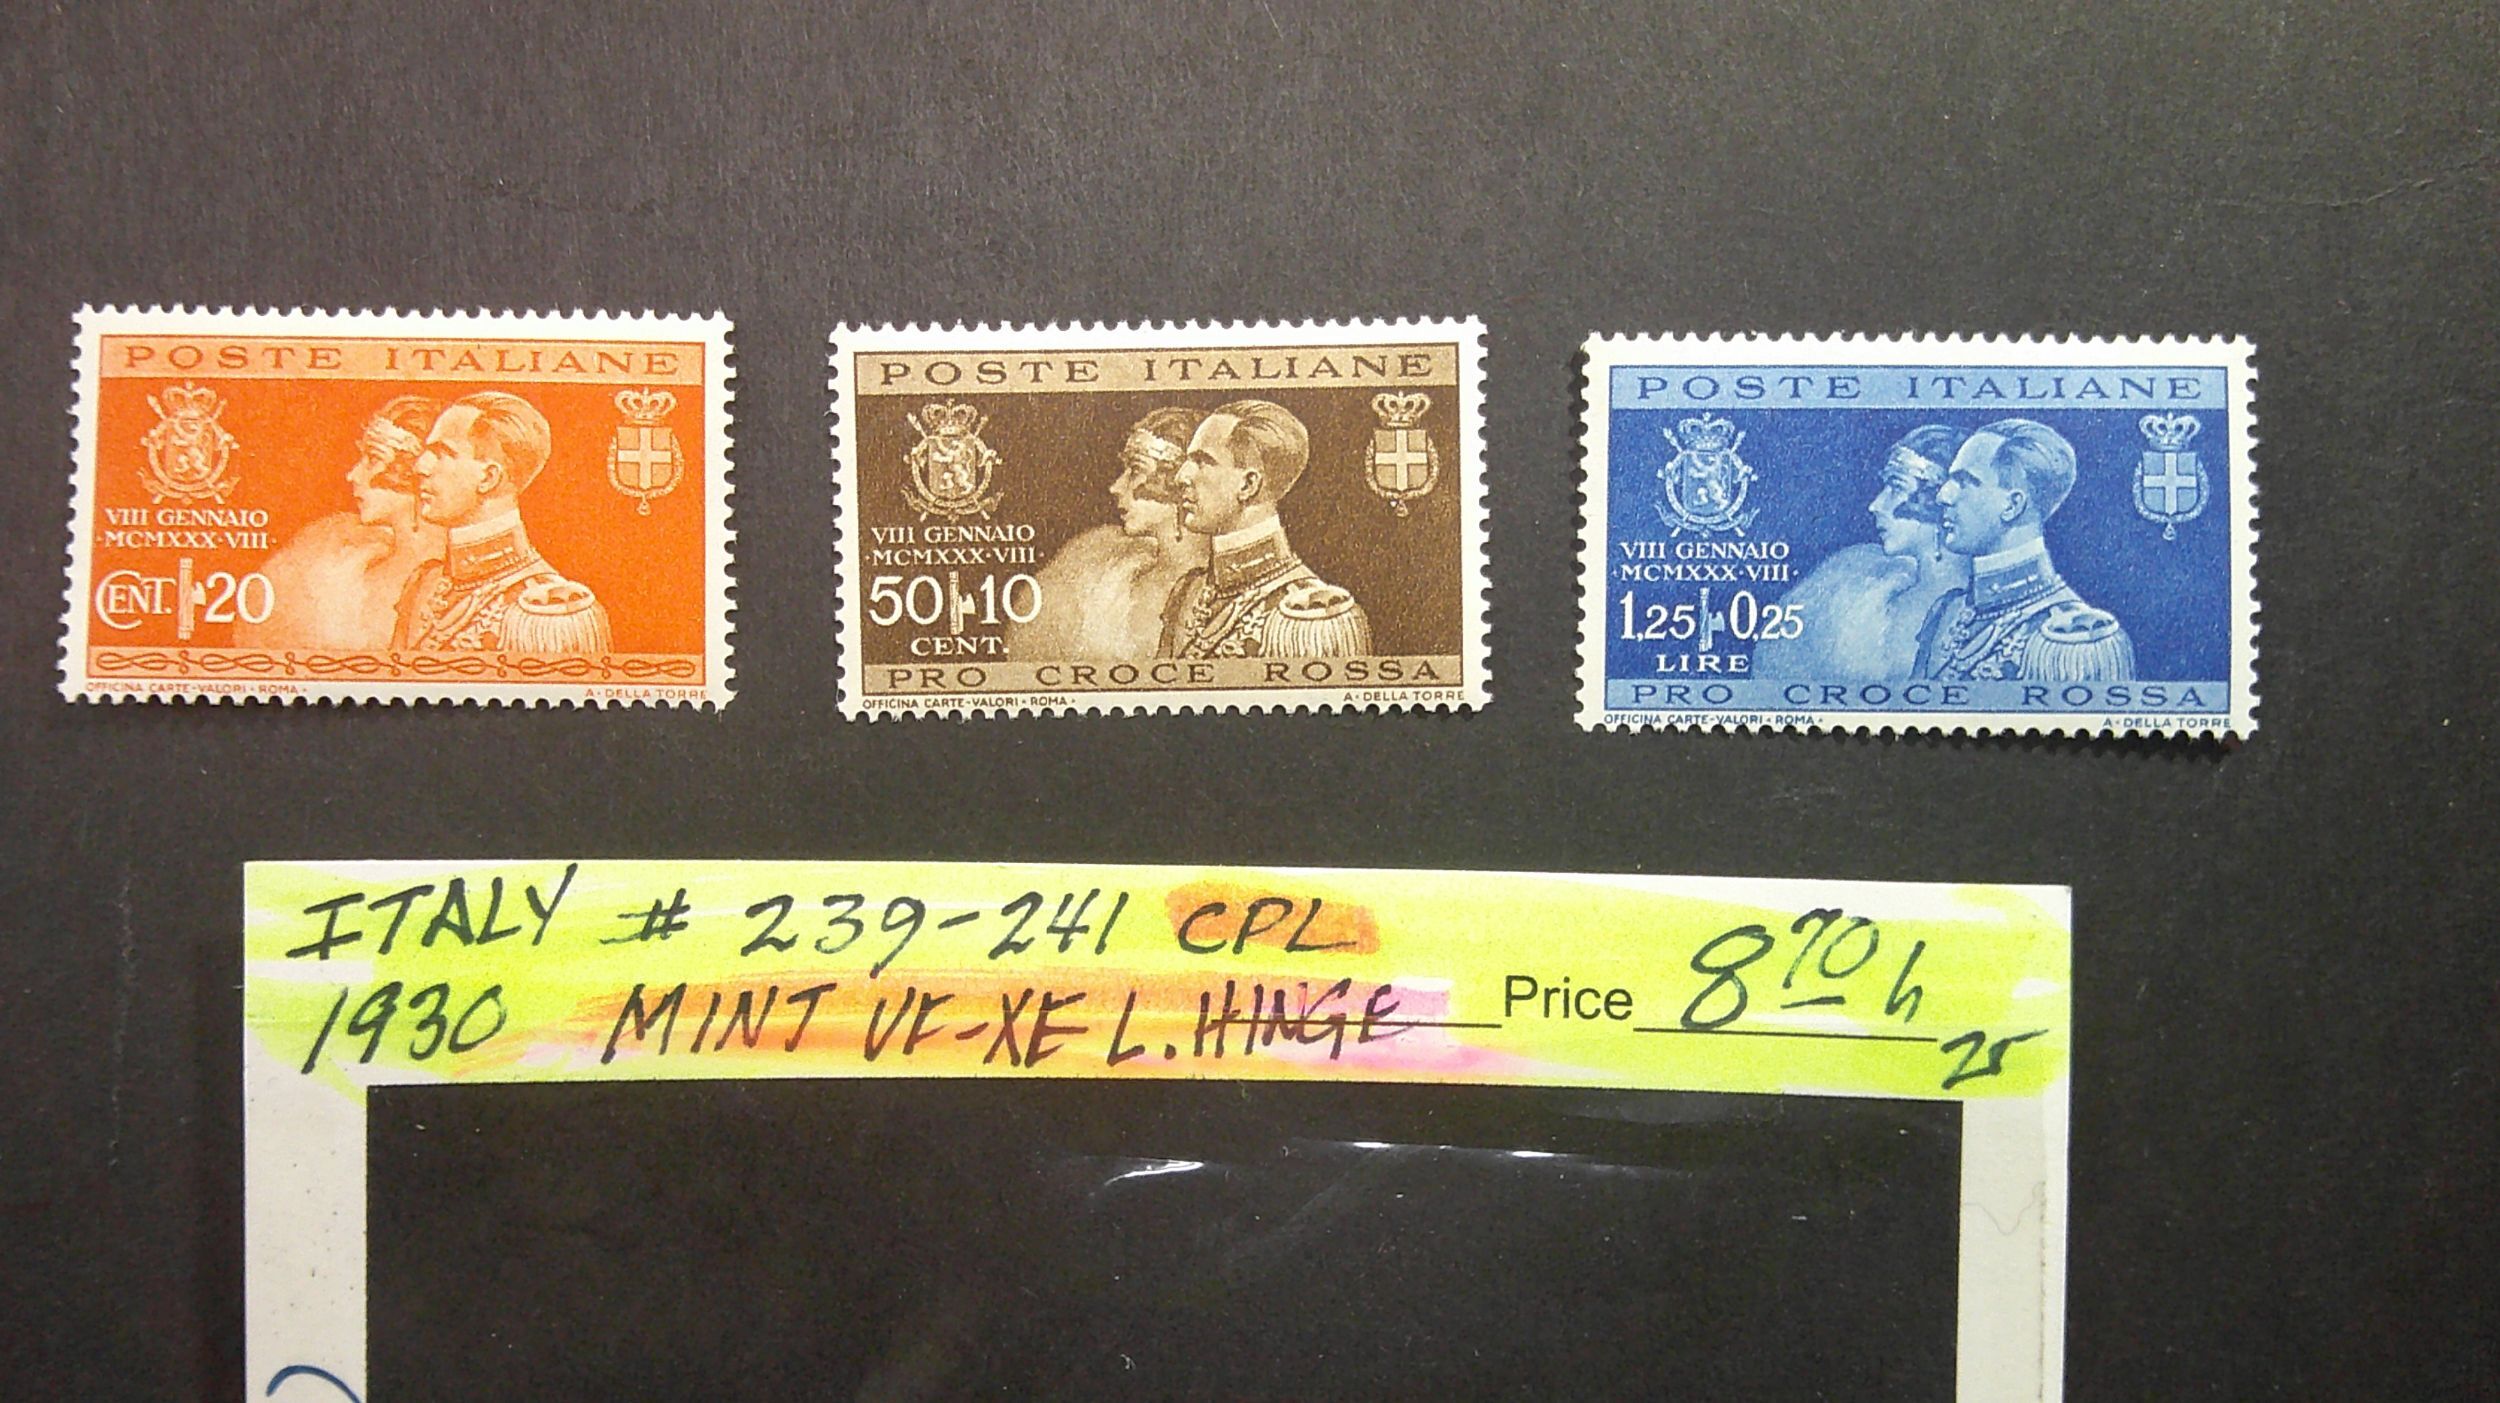 POSTE ITALIANE
VIII GENNAIO
·MCMXXX·VIII·
CENT. 20
OFFICINA CARTE-VALORI·ROMA·
A·DELLA TORRE
POSTE ITALIANE
VIII GENNAIO
·MCMXXX·VIII·
50 10
CENT.
PRO CROCE ROSSA
OFFICINA CARTE-VALORI·ROMA·
A·DELLA TORRE
POSTE ITALIANE
VIII GENNAIO
·MCMXXX·VIII·
1,25 0,25
LIRE
PRO CROCE ROSSA
OFFICINA CARTE-VALORI·ROMA·
A·DELLA TORRE
ITALY # 239-241 CPL
1930 MINT VF-XF L.HINGE Price 8 70 h
25